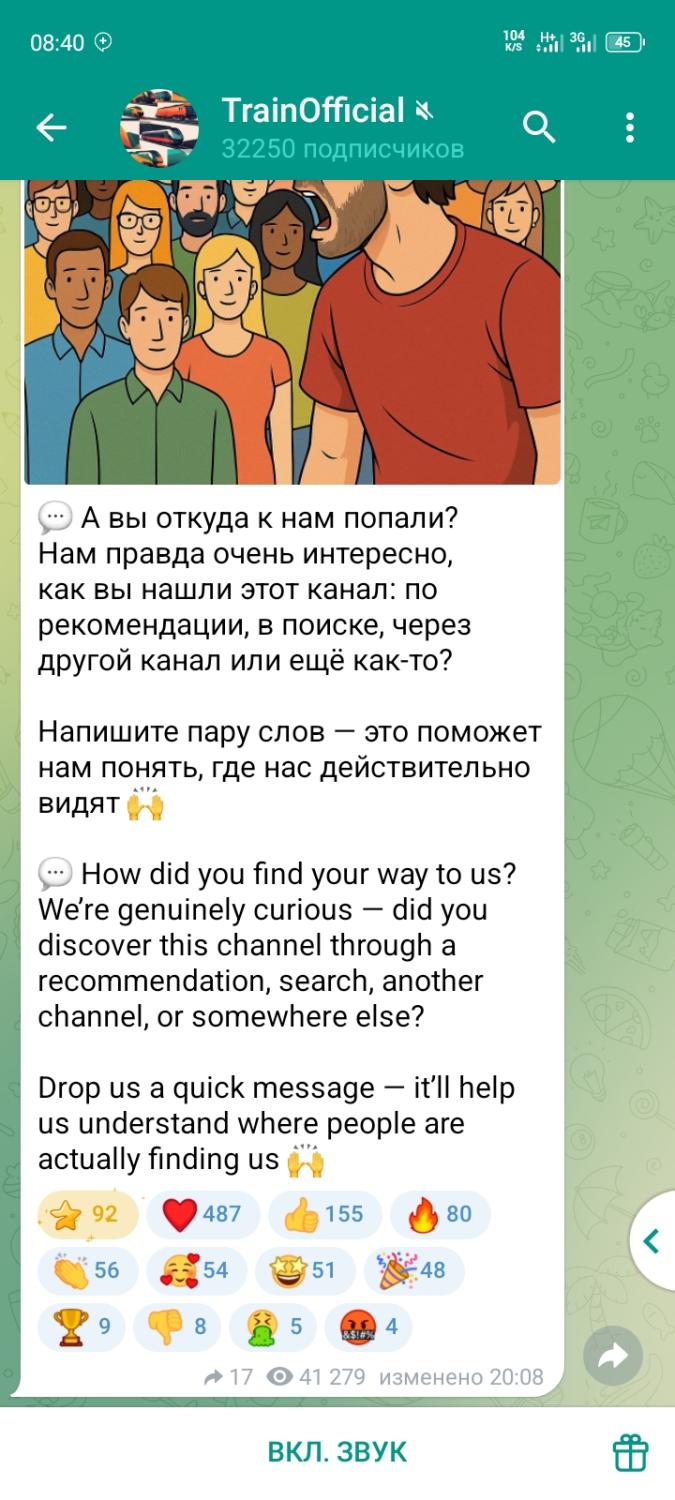 08:40
104 K/S H+ 3G 45
TrainOfficial
32250 подписчиков
💬 А вы откуда к нам попали?
Нам правда очень интересно,
как вы нашли этот канал: по
рекомендации, в поиске, через
другой канал или ещё как-то?
Напишите пару слов — это поможет
нам понять, где нас действительно
видят 🙌
💬 How did you find your way to us?
We’re genuinely curious — did you
discover this channel through a
recommendation, search, another
channel, or somewhere else?
Drop us a quick message — it’ll help
us understand where people are
actually finding us 🙌
⭐ 92 ❤️ 487 👍 155 🔥 80
👏 56 🥰 54 🤩 51 🎉 48
🏆 9 👎 8 🤮 5 🤬 4
17 41 279 изменено 20:08
ВКЛ. ЗВУК